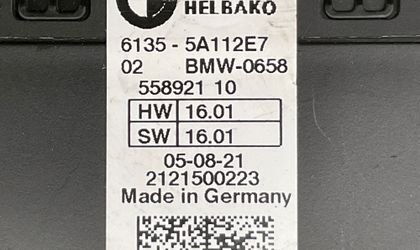 HELBAKO
6135 - 5A112E7
02 BMW-0658
558921 10
HW 16.01
SW 16.01
05-08-21
2121500223
Made in Germany